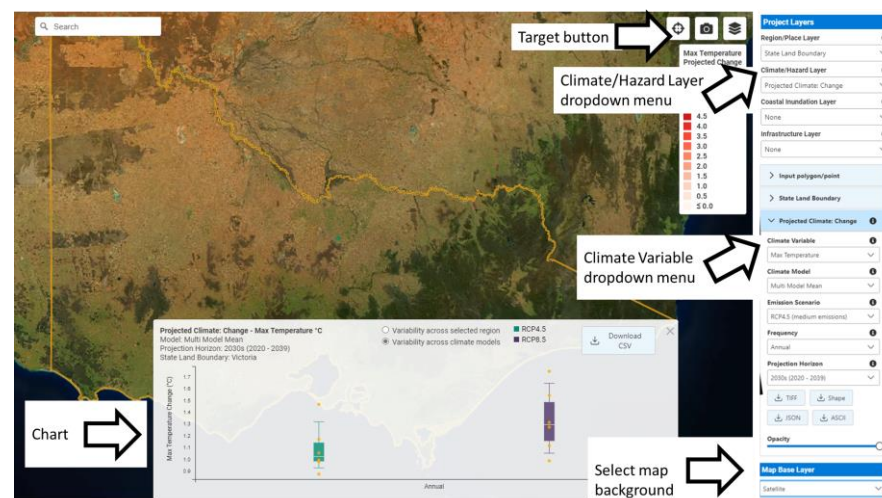 Search
Target button
Max Temperature
Projected Change
Climate/Hazard Layer
dropdown menu
4.5
4.0
3.5
3.0
2.5
2.0
1.5
1.0
0.5
≤ 0.0
Climate Variable
dropdown menu
Project Layers
Region/Place Layer
State Land Boundary
Climate/Hazard Layer
Projected Climate: Change
Coastal Inundation Layer
None
Infrastructure Layer
None
Input polygon/point
State Land Boundary
Projected Climate: Change
Climate Variable
Max Temperature
Climate Model
Multi Model Mean
Emission Scenario
RCP4.5 (medium emissions)
Frequency
Annual
Projection Horizon
2030s (2020 - 2039)
TIFF
Shape
JSON
ASCII
Opacity
Map Base Layer
Satellite
Projected Climate: Change - Max Temperature °C
Model: Multi Model Mean
Projection Horizon: 2030s (2020 - 2039)
State Land Boundary: Victoria
Variability across selected region
Variability across climate models
RCP4.5
RCP8.5
Download
CSV
Max Temperature Change (°C)
1.7
1.6
1.5
1.4
1.3
1.2
1.1
1.0
Annual
Chart
Select map
background